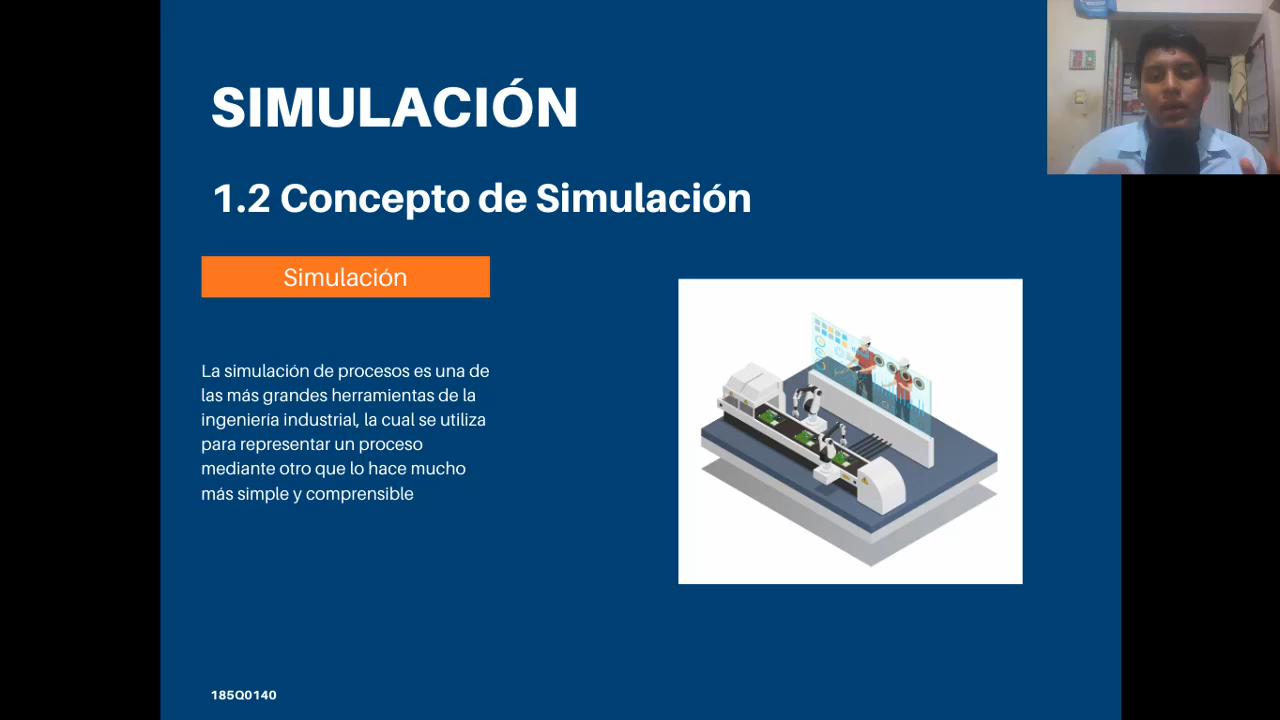 SIMULACIÓN
1.2 Concepto de Simulación
Simulación
La simulación de procesos es una de
las más grandes herramientas de la
ingeniería industrial, la cual se utiliza
para representar un proceso
mediante otro que lo hace mucho
más simple y comprensible
185Q0140